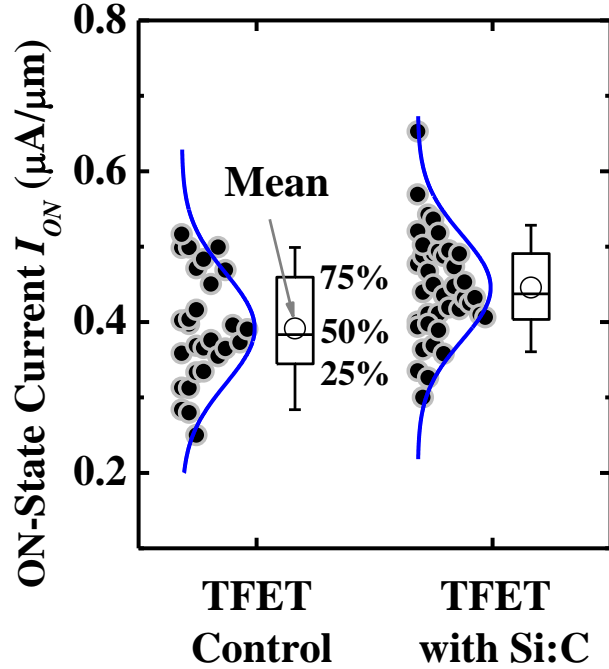 ON-State Current I_ON (μA/μm)
0.8
0.6
0.4
0.2
Mean
75%
50%
25%
TFET
Control
TFET
with Si:C